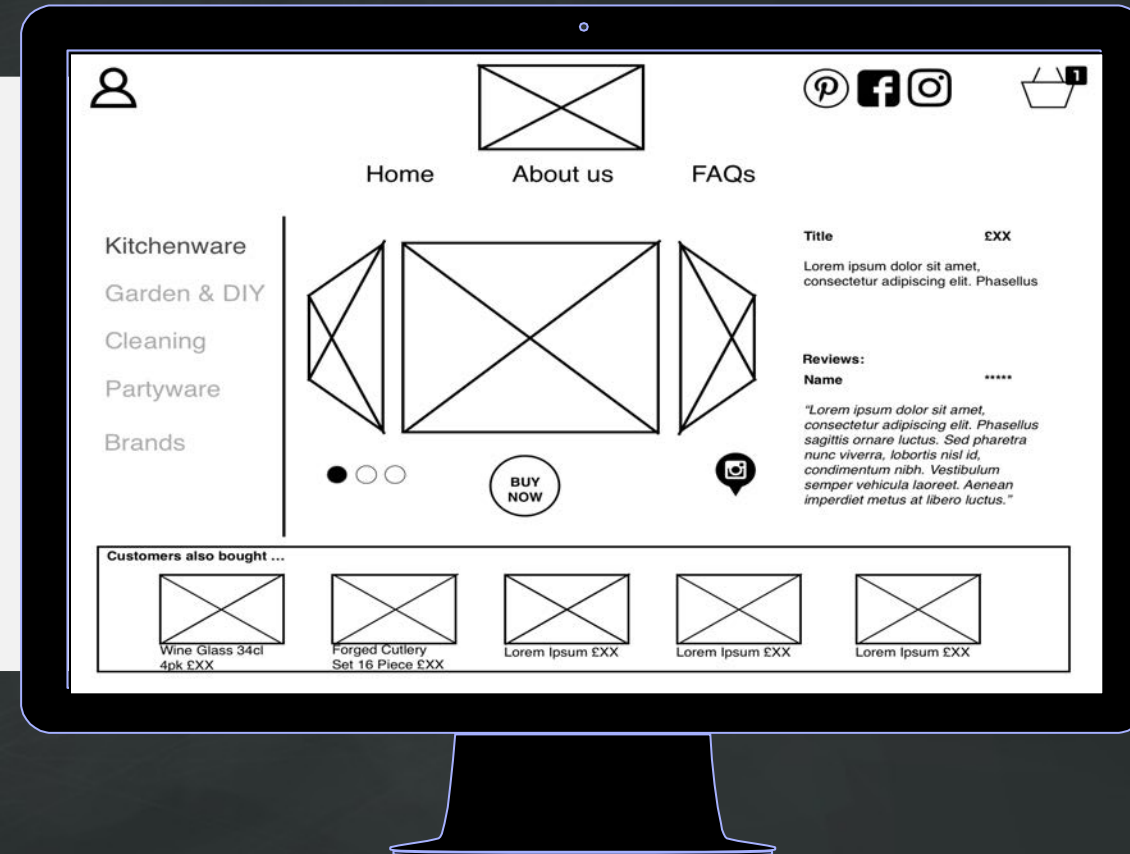 1
Home About us FAQs
Kitchenware
Garden & DIY
Cleaning
Partyware
Brands
BUY
NOW
Title £XX
Lorem ipsum dolor sit amet,
consectetur adipiscing elit. Phasellus
Reviews:
Name *****
“Lorem ipsum dolor sit amet,
consectetur adipiscing elit. Phasellus
sagittis ornare luctus. Sed pharetra
nunc viverra, lobortis nisl id,
condimentum nibh. Vestibulum
semper vehicula laoreet. Aenean
imperdiet metus at libero luctus.”
Customers also bought ...
Wine Glass 34cl
4pk £XX
Forged Cutlery
Set 16 Piece £XX
Lorem Ipsum £XX
Lorem Ipsum £XX
Lorem Ipsum £XX